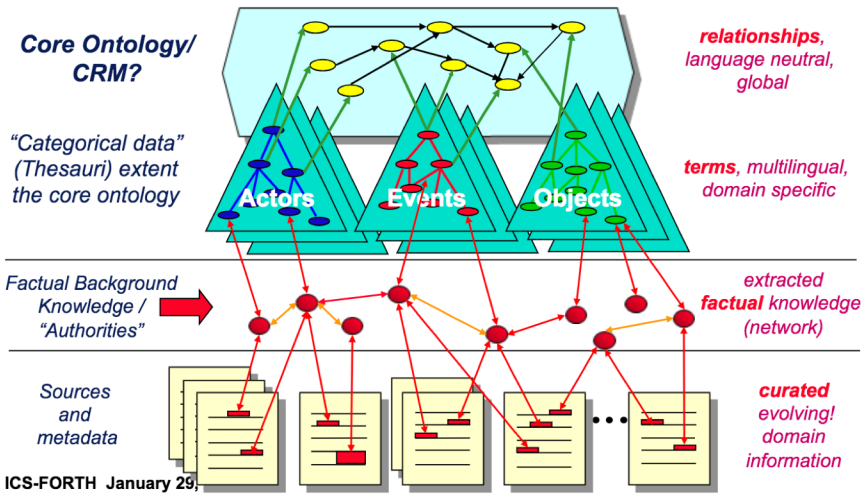 Core Ontology/
CRM?
relationships,
language neutral,
global
“Categorical data”
(Thesauri) extent
the core ontology
terms, multilingual,
domain specific
Actors
Events
Objects
Factual Background
Knowledge /
“Authorities”
extracted
factual knowledge
(network)
Sources
and
metadata
curated
evolving!
domain
information
ICS-FORTH January 29,